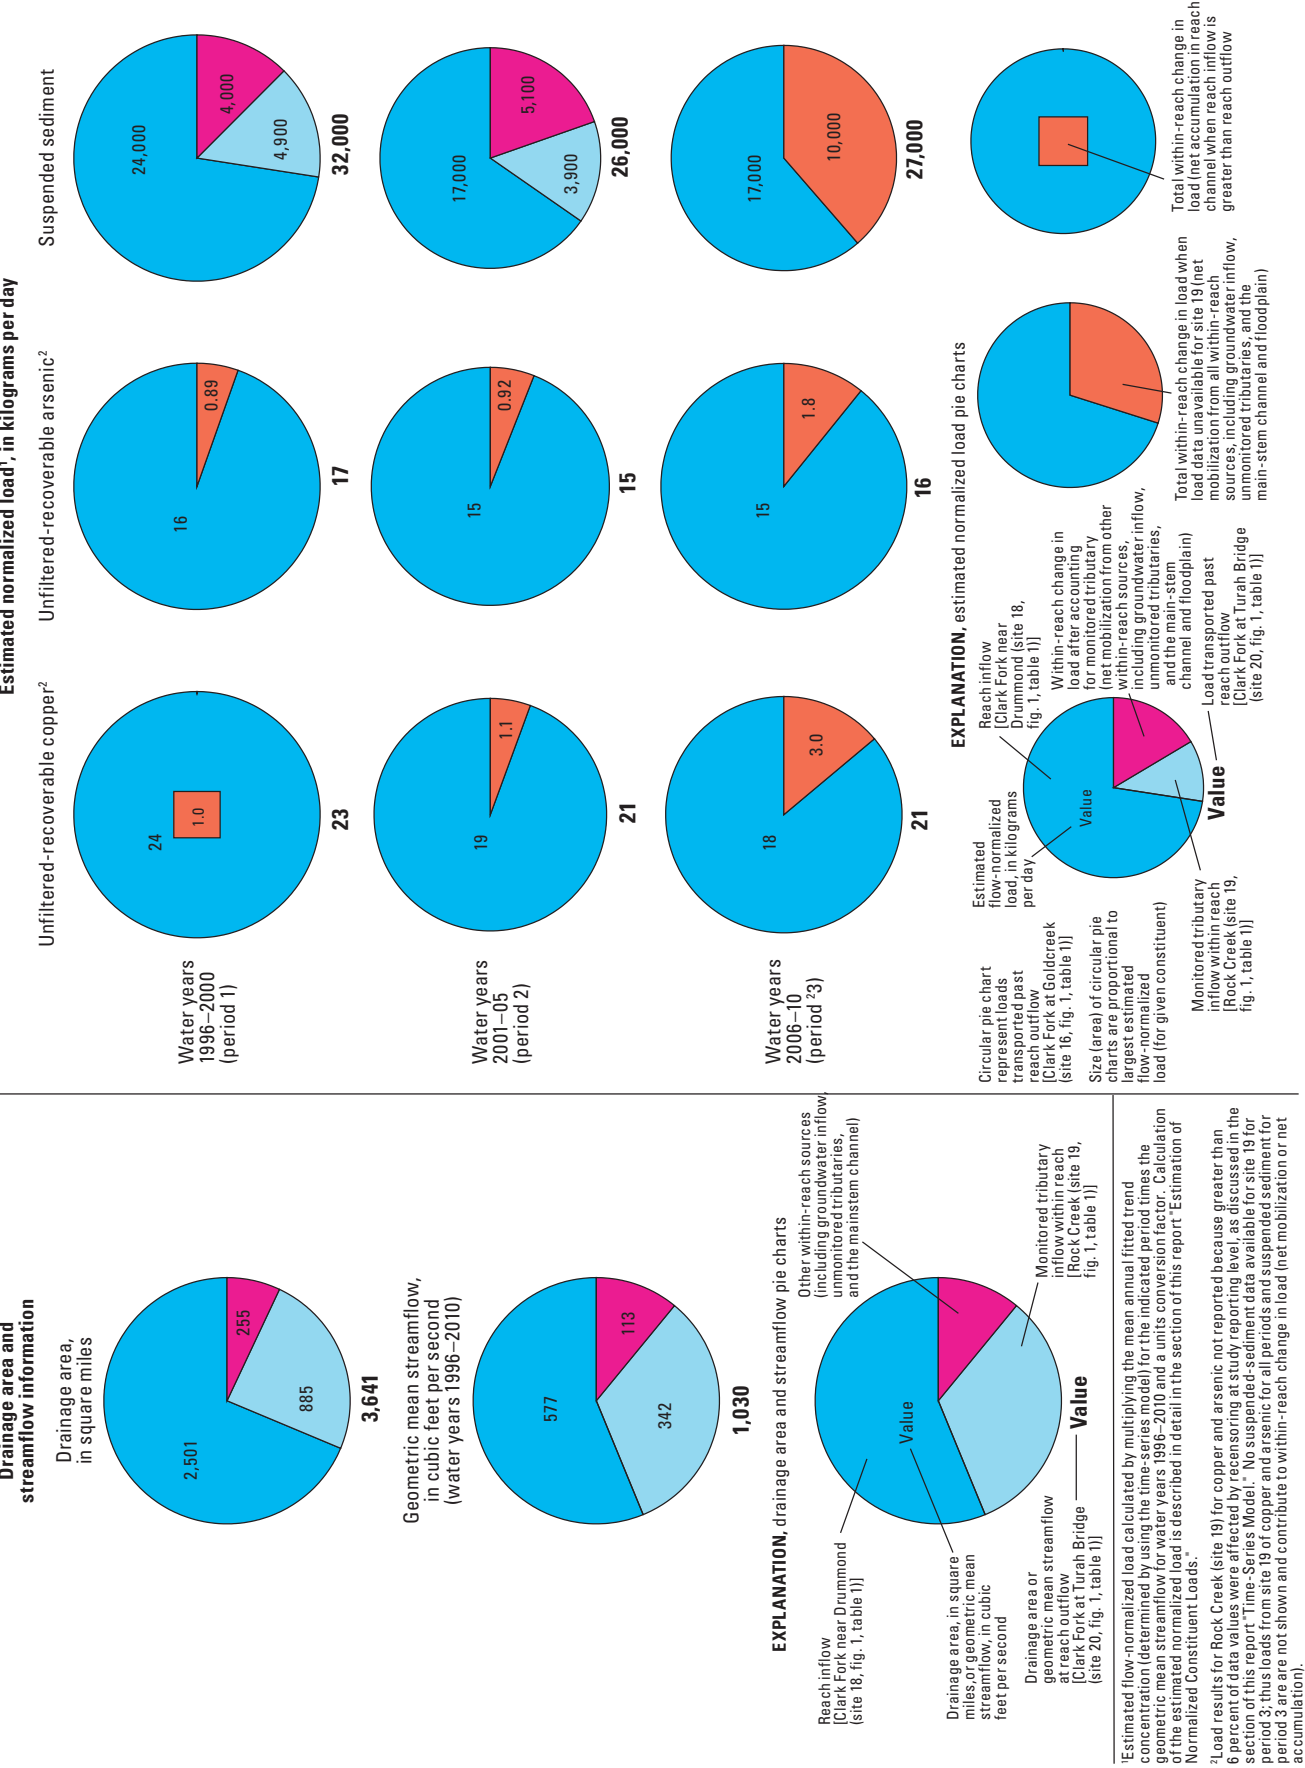 Drainage area and
streamflow information
Drainage area,
in square miles
2,501
255
885
3,641
Geometric mean streamflow,
in cubic feet per second
(water years 1996–2010)
577
113
342
1,030
EXPLANATION, drainage area and streamflow pie charts
Reach inflow
[Clark Fork near Drummond
(site 18, fig. 1, table 1)]
Other within-reach sources
(including groundwater inflow,
unmonitored tributaries,
and the mainstem channel)
Value
Drainage area, in square
miles, or geometric mean
streamflow, in cubic
feet per second
Monitored tributary
inflow within reach
[Rock Creek (site 19,
fig. 1, table 1)]
Drainage area or
geometric mean streamflow
at reach outflow
[Clark Fork at Turah Bridge
(site 20, fig. 1, table 1)]
Value
Estimated normalized load¹, in kilograms per day
Unfiltered-recoverable copper²
Unfiltered-recoverable arsenic²
Suspended sediment
Water years
1996–2000
(period 1)
24
1.0
23
16
0.89
17
24,000
4,000
4,900
32,000
Water years
2001–05
(period 2)
19
1.1
21
15
0.92
15
17,000
5,100
3,900
26,000
Water years
2006–10
(period ²3)
18
3.0
21
15
1.8
16
17,000
10,000
27,000
EXPLANATION, estimated normalized load pie charts
Circular pie chart
represent loads
transported past
reach outflow
[Clark Fork at Goldcreek
(site 16, fig. 1, table 1)]
Size (area) of circular pie
charts are proportional to
largest estimated
flow-normalized
load (for given constituent)
Estimated
flow-normalized
load, in kilograms
per day
Reach inflow
[Clark Fork near
Drummond (site 18,
fig. 1, table 1)]
Value
Within-reach change in
load after accounting
for monitored tributary
(net mobilization from other
within-reach sources,
including groundwater inflow,
unmonitored tributaries,
and the main-stem
channel and floodplain)
Monitored tributary
inflow within reach
[Rock Creek (site 19,
fig. 1, table 1)]
Value
Load transported past
reach outflow
[Clark Fork at Turah Bridge
(site 20, fig. 1, table 1)]
Total within-reach change in load when
load data unavailable for site 19 (net
mobilization from all within-reach
sources, including groundwater inflow,
unmonitored tributaries, and the
main-stem channel and floodplain)
Total within-reach change in
load (net accumulation in reach
channel when reach inflow is
greater than reach outflow
¹Estimated flow-normalized load calculated by multiplying the mean annual fitted trend
concentration (determined by using the time-series model) for the indicated period times the
geometric mean streamflow for water years 1996–2010 and a units conversion factor. Calculation
of the estimated normalized load is described in detail in the section of this report "Estimation of
Normalized Constituent Loads."
²Load results for Rock Creek (site 19) for copper and arsenic not reported because greater than
6 percent of data values were affected by recensoring at study reporting level, as discussed in the
section of this report "Time-Series Model." No suspended-sediment data available for site 19 for
period 3; thus loads from site 19 of copper and arsenic for all periods and suspended sediment for
period 3 are are not shown and contribute to within-reach change in load (net mobilization or net
accumulation).